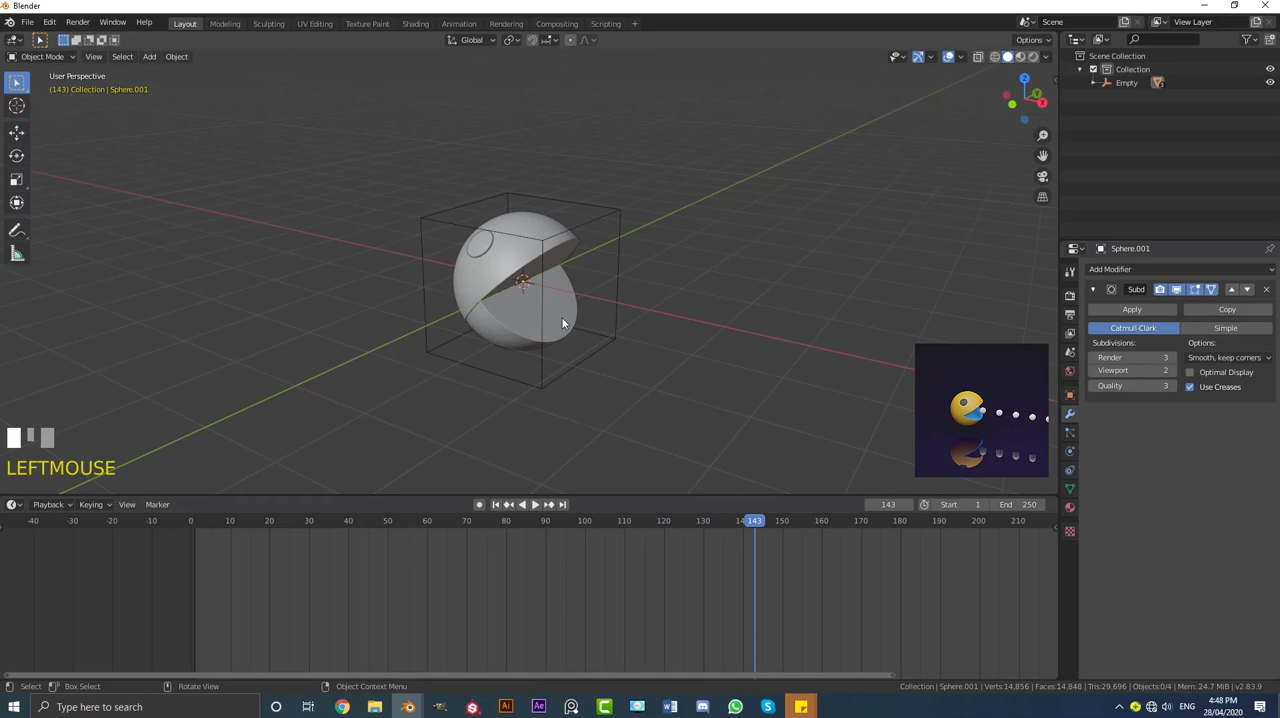 Blender
File Edit Render Window Help Layout Modeling Sculpting UV Editing Texture Paint Shading Animation Rendering Compositing Scripting + Scene View Layer
Global Options
Object Mode View Select Add Object
User Perspective
(143) Collection | Sphere.001
Z
Y
X
LEFTMOUSE
Scene Collection
Collection
Empty
Sphere.001
Add Modifier
Subd
Apply Copy
Catmull-Clark Simple
Subdivisions: Options:
Render 3 Smooth, keep corners
Viewport 2 Optimal Display
Quality 3 Use Creases
Playback Keying View Marker 143 Start 1 End 250
-40 -30 -20 -10 0 10 20 30 40 50 60 70 80 90 100 110 120 130 143 150 160 170 180 190 200 210
Select Box Select Rotate View Object Context Menu Collection | Sphere.001 | Verts:14,856 | Faces:14,848 | Tris:29,696 | Objects:0/4 | Mem: 24.7 MiB | v2.83.9
Type here to search ENG 4:48 PM
28/04/2020